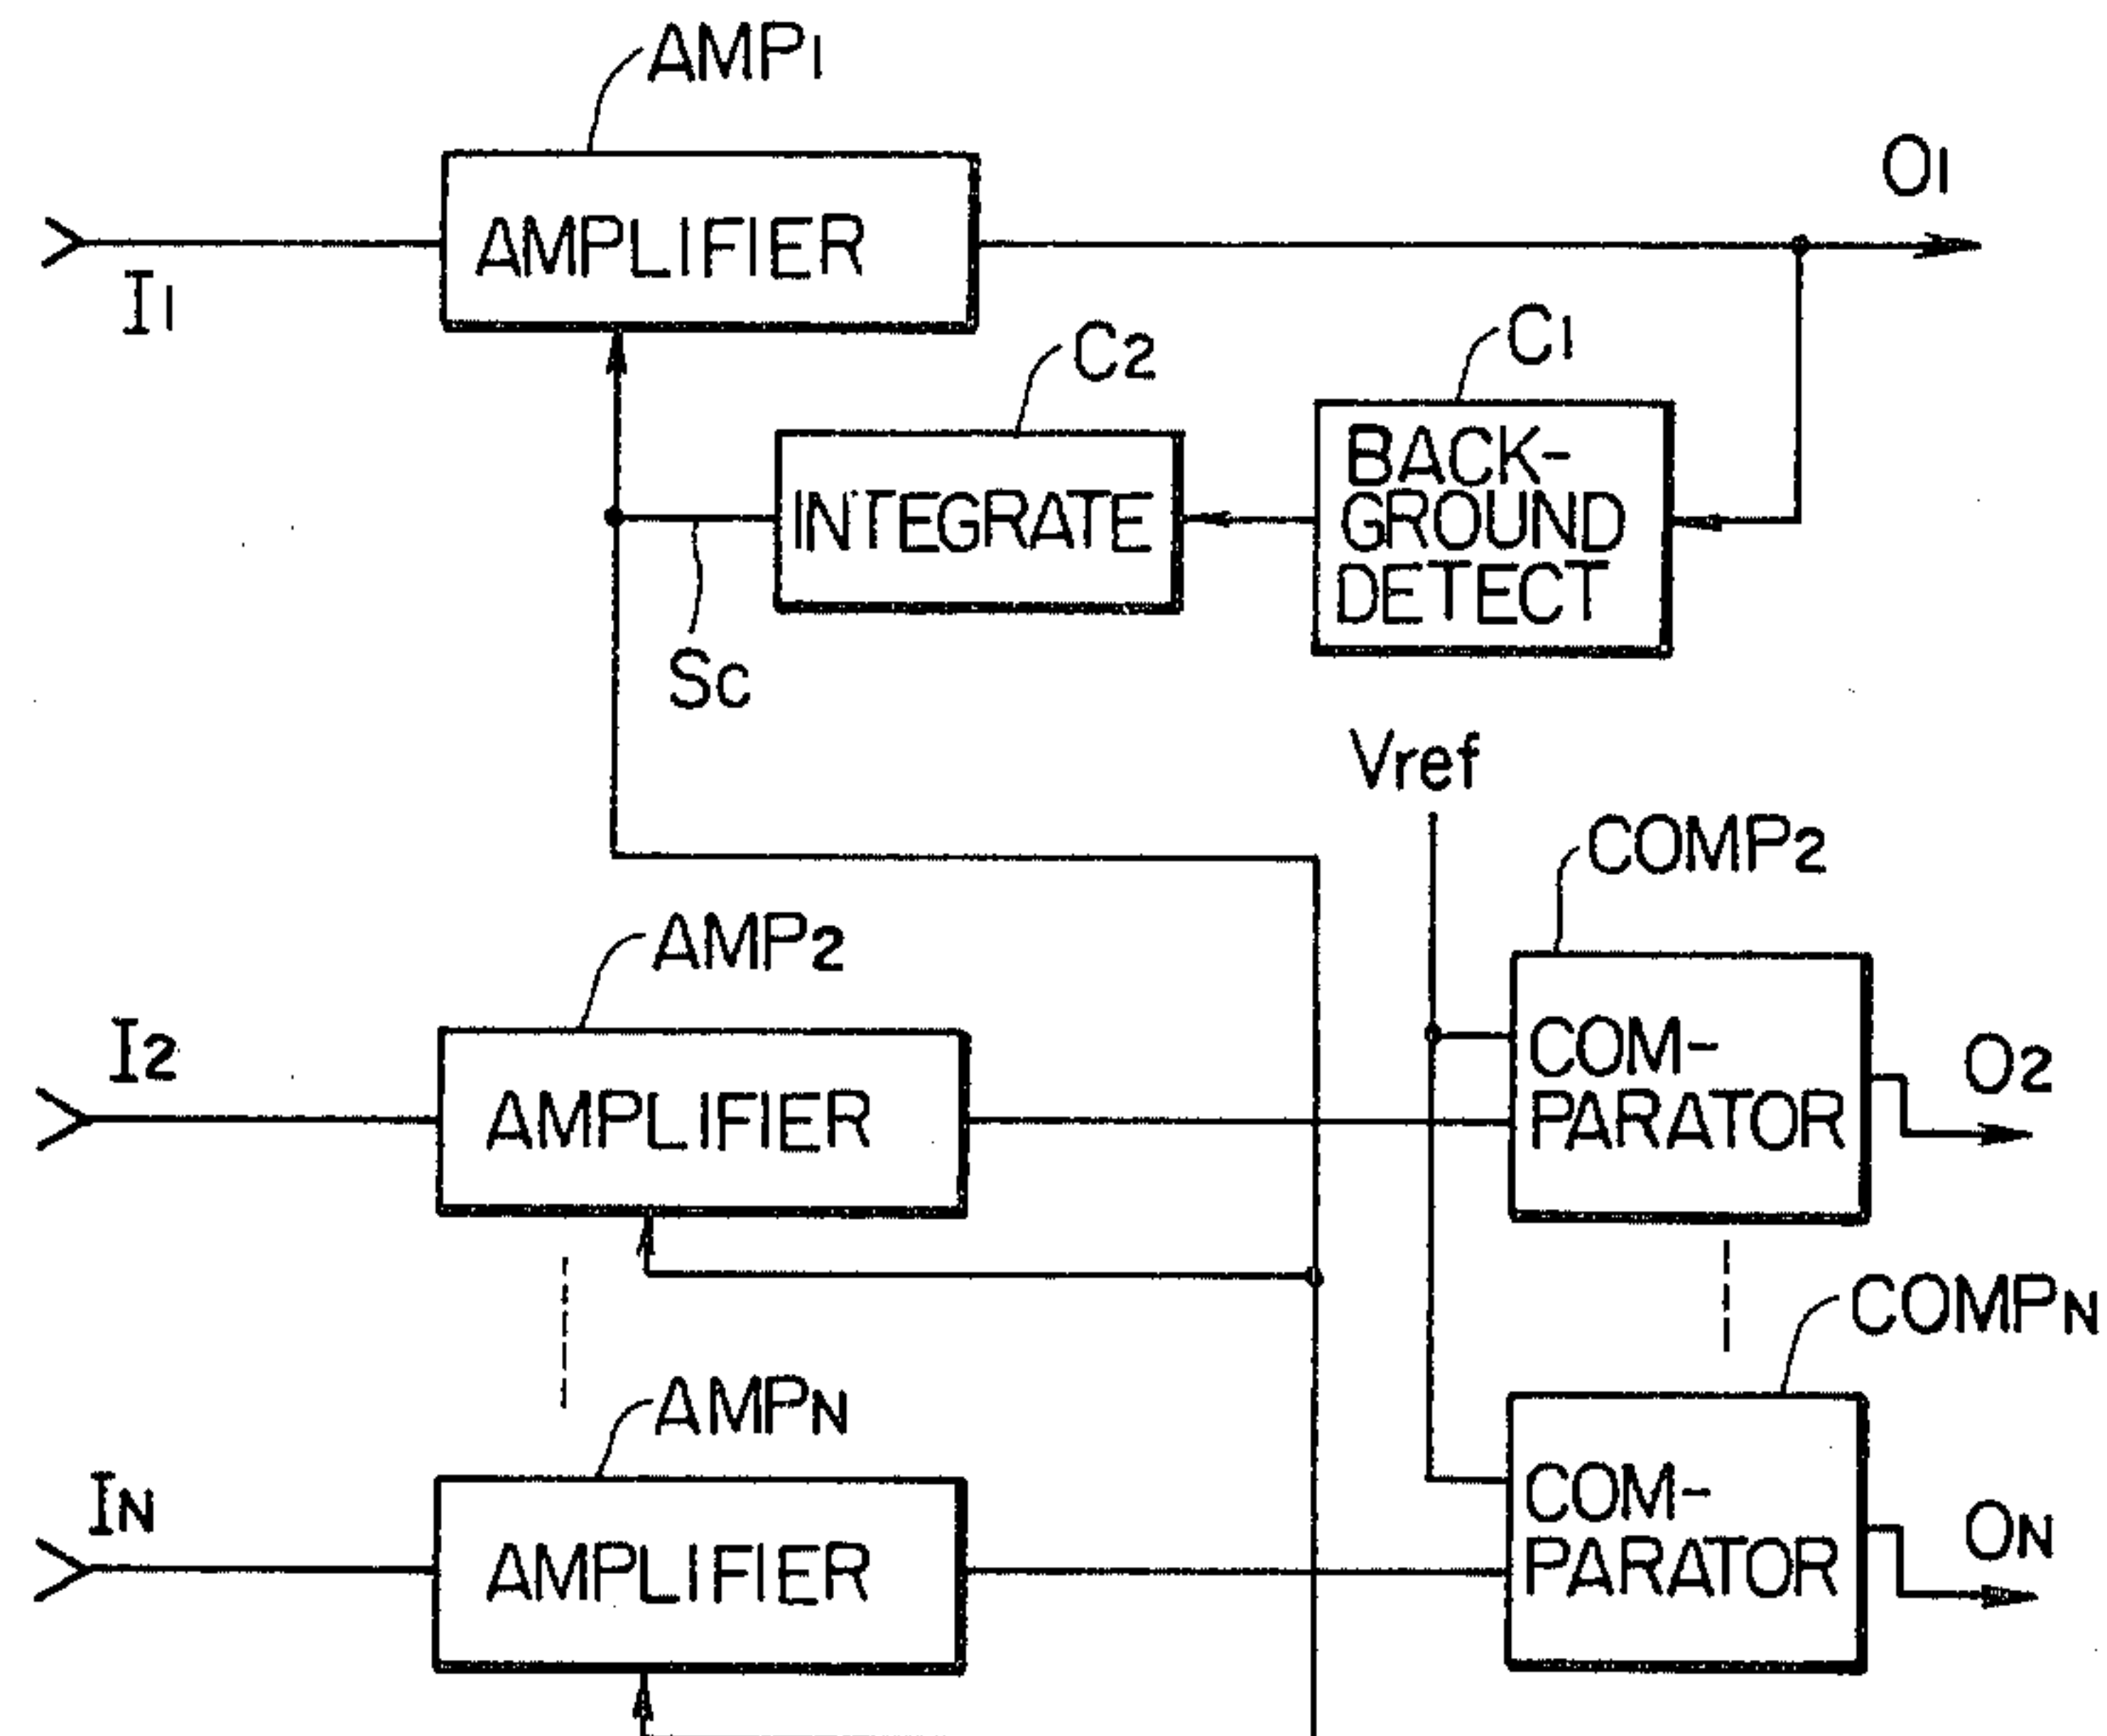 AMP1
O1
AMPLIFIER
I1
C2
C1
BACK-
GROUND
DETECT
INTEGRATE
Sc
Vref
COMP2
AMP2
I2
COM-
PARATOR
O2
AMPLIFIER
COMPN
AMPN
IN
COM-
PARATOR
ON
AMPLIFIER